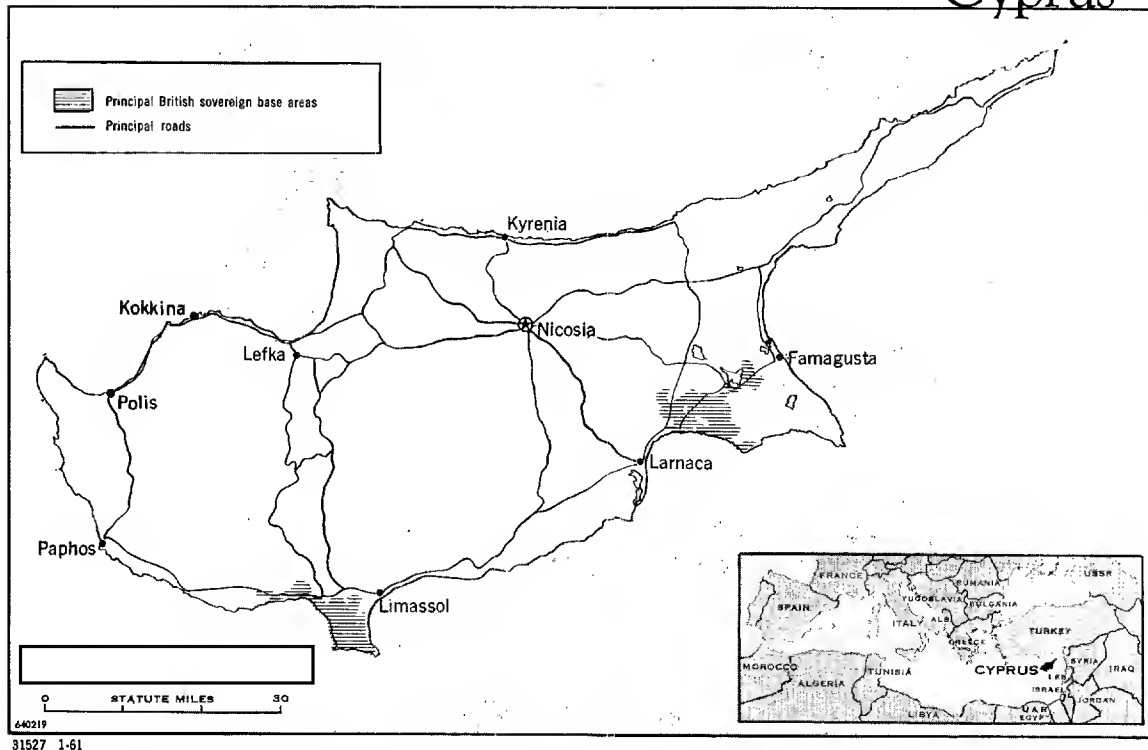 Cyprus
Principal British sovereign base areas
Principal roads
Kyrenia
Kokkina
Nicosia
Lefka
Famagusta
Polis
Larnaca
Paphos
Limassol
0 STATUTE MILES 30
640219
31527 1-61
FRANCE
USSR
RUMANIA
SPAIN
YUGOSLAVIA
BULGARIA
ITALY
ALB
GREECE
TURKEY
MOROCCO
ALGERIA
TUNISIA
CYPRUS
SYRIA
IRAQ
LEB
ISRAEL
JORDAN
LIBYA
UAR
EGYPT